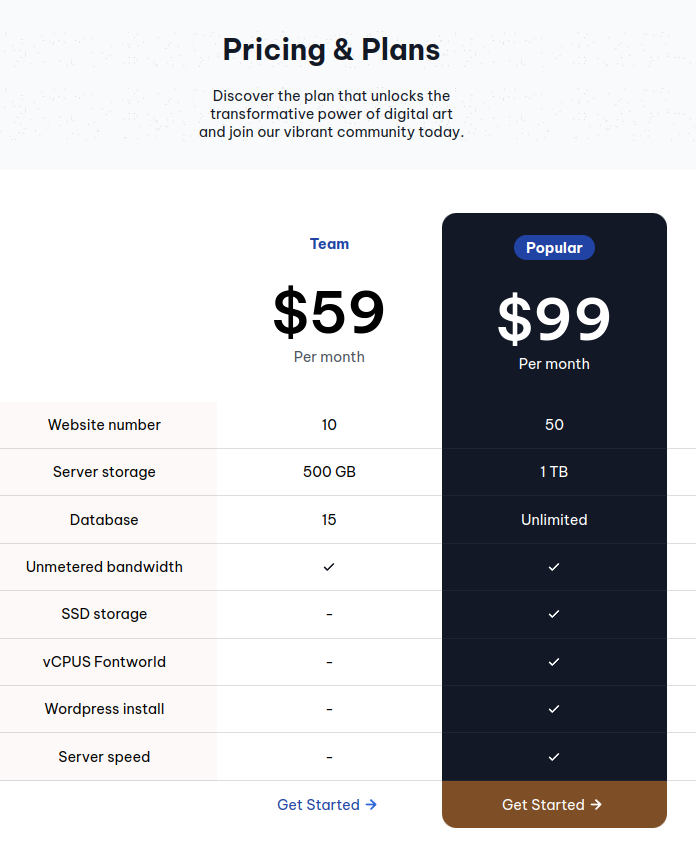 Pricing & Plans
Discover the plan that unlocks the
transformative power of digital art
and join our vibrant community today.
Team
Popular
$59
$99
Per month
Per month
Website number 10 50
Server storage 500 GB 1 TB
Database 15 Unlimited
Unmetered bandwidth ✓ ✓
SSD storage - ✓
vCPUS Fontworld - ✓
Wordpress install - ✓
Server speed - ✓
Get Started → Get Started →